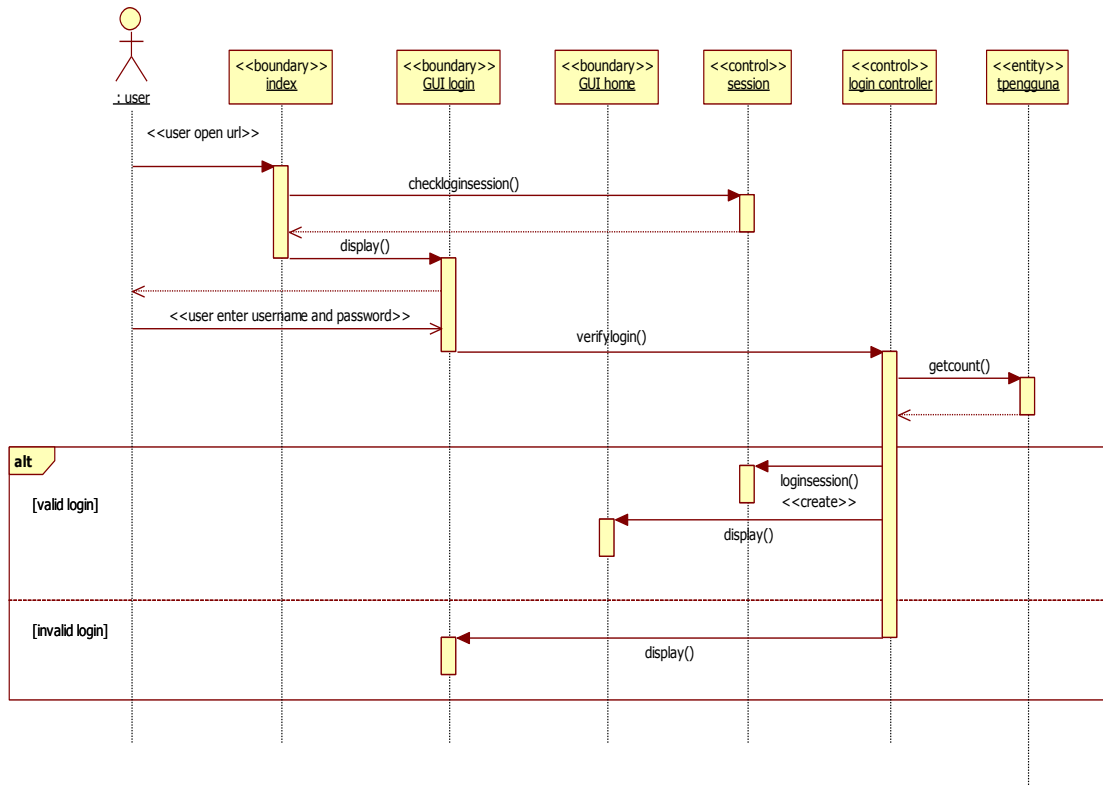 : user
<<boundary>>
index
<<boundary>>
GUI login
<<boundary>>
GUI home
<<control>>
session
<<control>>
login controller
<<entity>>
tpengguna
<<user open url>>
checkloginsession()
display()
<<user enter username and password>>
verifylogin()
getcount()
alt
[valid login]
loginsession()
<<create>>
display()
[invalid login]
display()